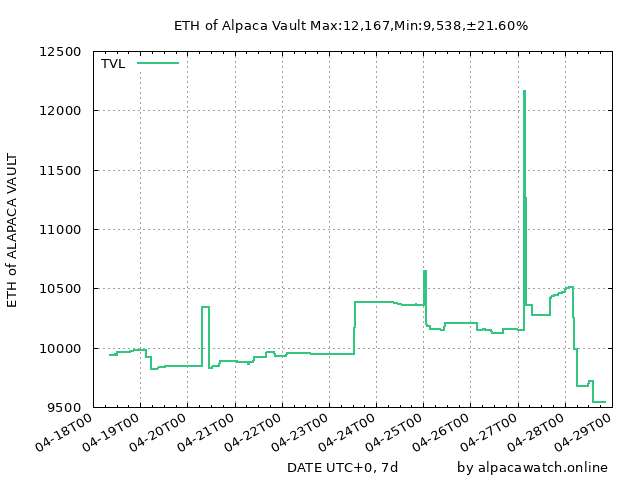 ETH of Alpaca Vault Max:12,167,Min:9,538,±21.60%
TVL
12500
12000
11500
11000
10500
10000
9500
ETH of ALAPACA VAULT
04-18T00
04-19T00
04-20T00
04-21T00
04-22T00
04-23T00
04-24T00
04-25T00
04-26T00
04-27T00
04-28T00
04-29T00
DATE UTC+0, 7d
by alpacawatch.online